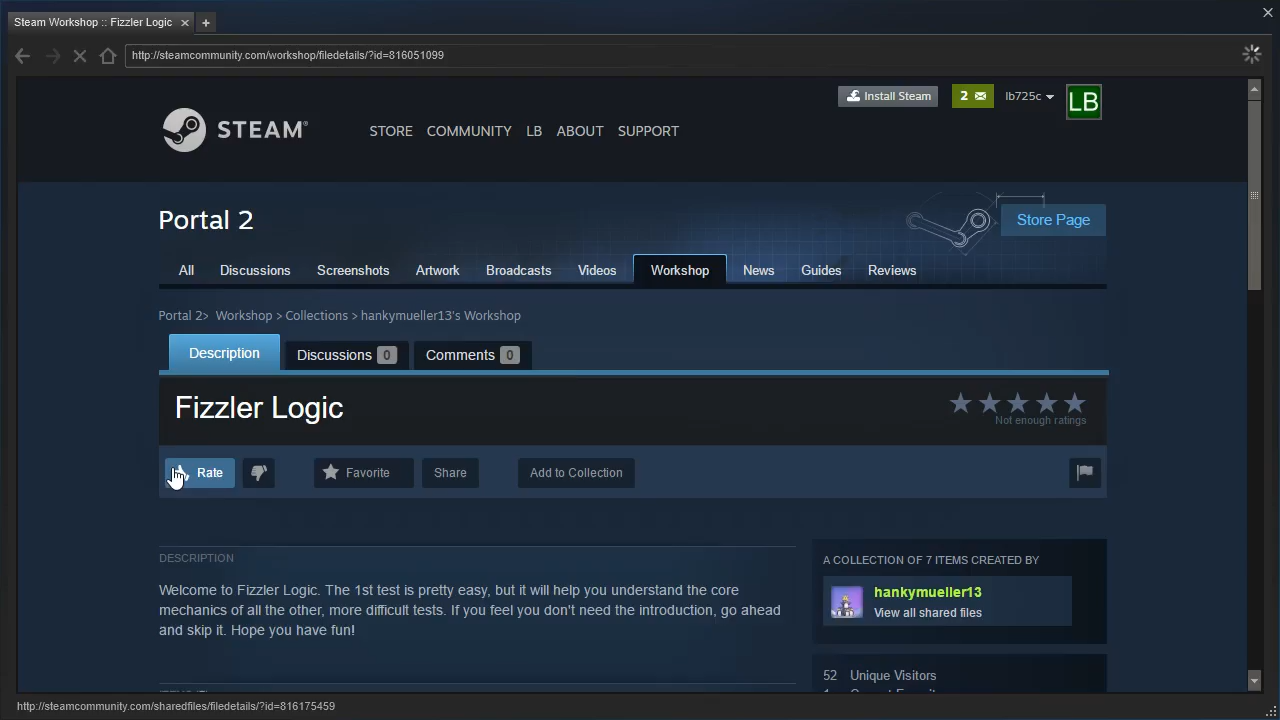 Steam Workshop :: Fizzler Logic
http://steamcommunity.com/workshop/filedetails/?id=816051099
Install Steam 2 lb725c LB
STEAM® STORE COMMUNITY LB ABOUT SUPPORT
Portal 2 Store Page
All Discussions Screenshots Artwork Broadcasts Videos Workshop News Guides Reviews
Portal 2> Workshop > Collections > hankymueller13's Workshop
Description Discussions 0 Comments 0
Fizzler Logic
Not enough ratings
Rate Favorite Share Add to Collection
DESCRIPTION
Welcome to Fizzler Logic. The 1st test is pretty easy, but it will help you understand the core
mechanics of all the other, more difficult tests. If you feel you don't need the introduction, go ahead
and skip it. Hope you have fun!
A COLLECTION OF 7 ITEMS CREATED BY
hankymueller13
View all shared files
52 Unique Visitors
http://steamcommunity.com/sharedfiles/filedetails/?id=816175459